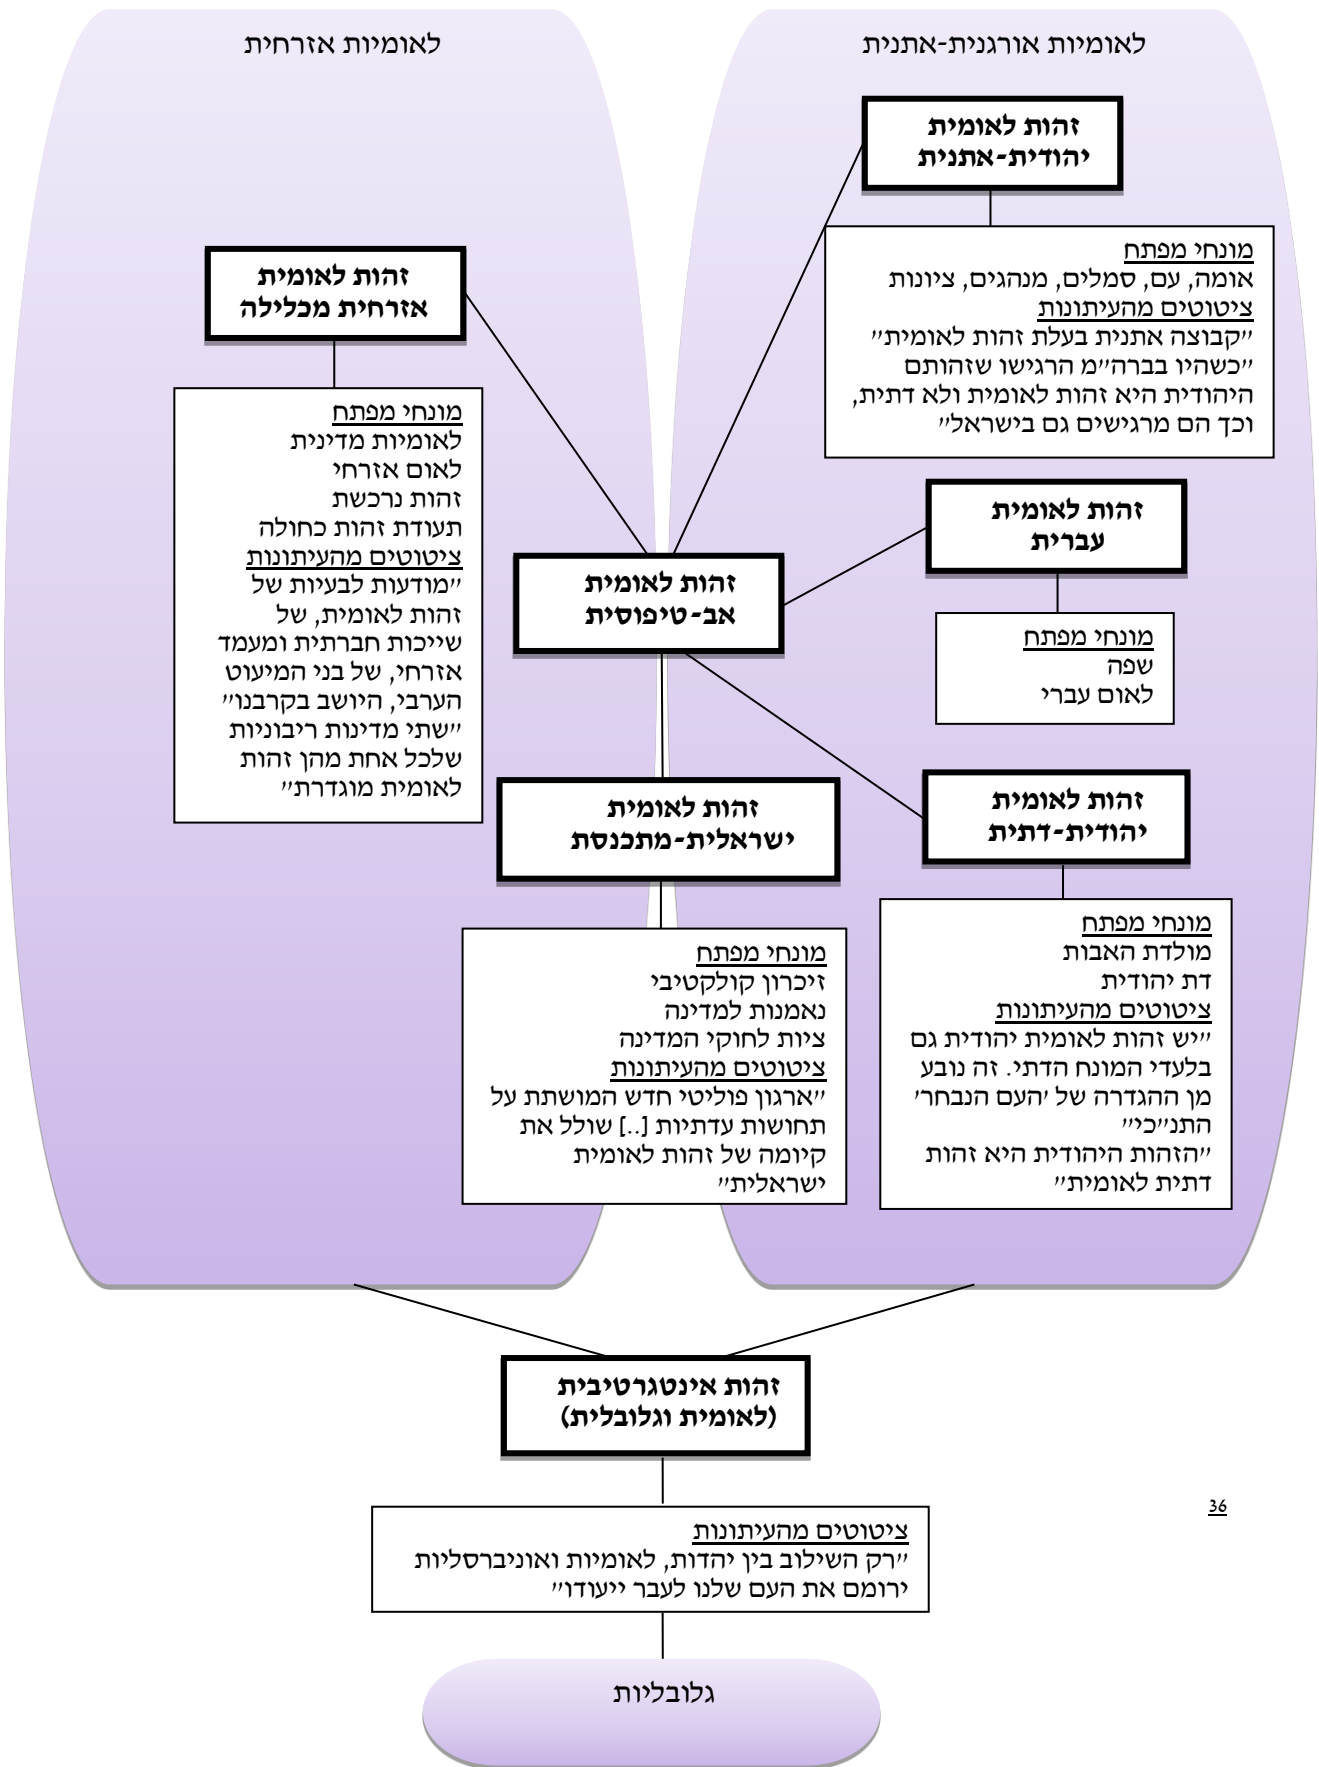 לאומיות אורגנית-אתנית
לאומיות אזרחית
זהות לאומית
יהודית-אתנית
מונחי מפתח
אומה, עם, סמלים, מנהגים, ציונות
ציטוטים מהעיתונות
"קבוצה אתנית בעלת זהות לאומית"
"כשהיו בברה"מ הרגישו שזהותם
היהודית היא זהות לאומית ולא דתית,
וכך הם מרגישים גם בישראל"
זהות לאומית
אזרחית מכלילה
מונחי מפתח
לאומיות מדינית
לאום אזרחי
זהות נרכשת
תעודת זהות כחולה
ציטוטים מהעיתונות
"מודעות לבעיות של
זהות לאומית, של
שייכות חברתית ומעמד
אזרחי, של בני המיעוט
הערבי, היושב בקרבנו"
"שתי מדינות ריבוניות
שלכל אחת מהן זהות
לאומית מוגדרת"
זהות לאומית
עברית
מונחי מפתח
שפה
לאום עברי
זהות לאומית
אב-טיפוסית
זהות לאומית
יהודית-דתית
מונחי מפתח
מולדת האבות
דת יהודית
ציטוטים מהעיתונות
"יש זהות לאומית יהודית גם
בלעדי המונח הדתי. זה נובע
מן ההגדרה של 'העם הנבחר'
התנ"כי"
"הזהות היהודית היא זהות
דתית לאומית"
זהות לאומית
ישראלית-מתכנסת
מונחי מפתח
זיכרון קולקטיבי
נאמנות למדינה
ציות לחוקי המדינה
ציטוטים מהעיתונות
"ארגון פוליטי חדש המושתת על
תחושות עדתיות [..] שולל את
קיומה של זהות לאומית
ישראלית"
זהות אינטגרטיבית
(לאומית וגלובלית)
36
ציטוטים מהעיתונות
"רק השילוב בין יהדות, לאומיות ואוניברסליות
ירומם את העם שלנו לעבר ייעודו"
גלובליות